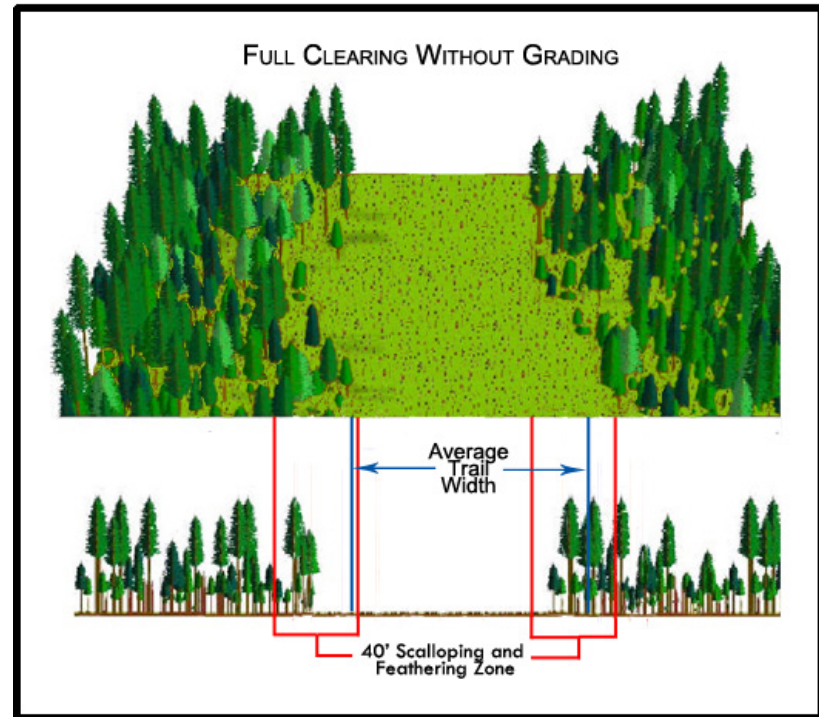 FULL CLEARING WITHOUT GRADING
Average
Trail
Width
40' Scalloping and
Feathering Zone